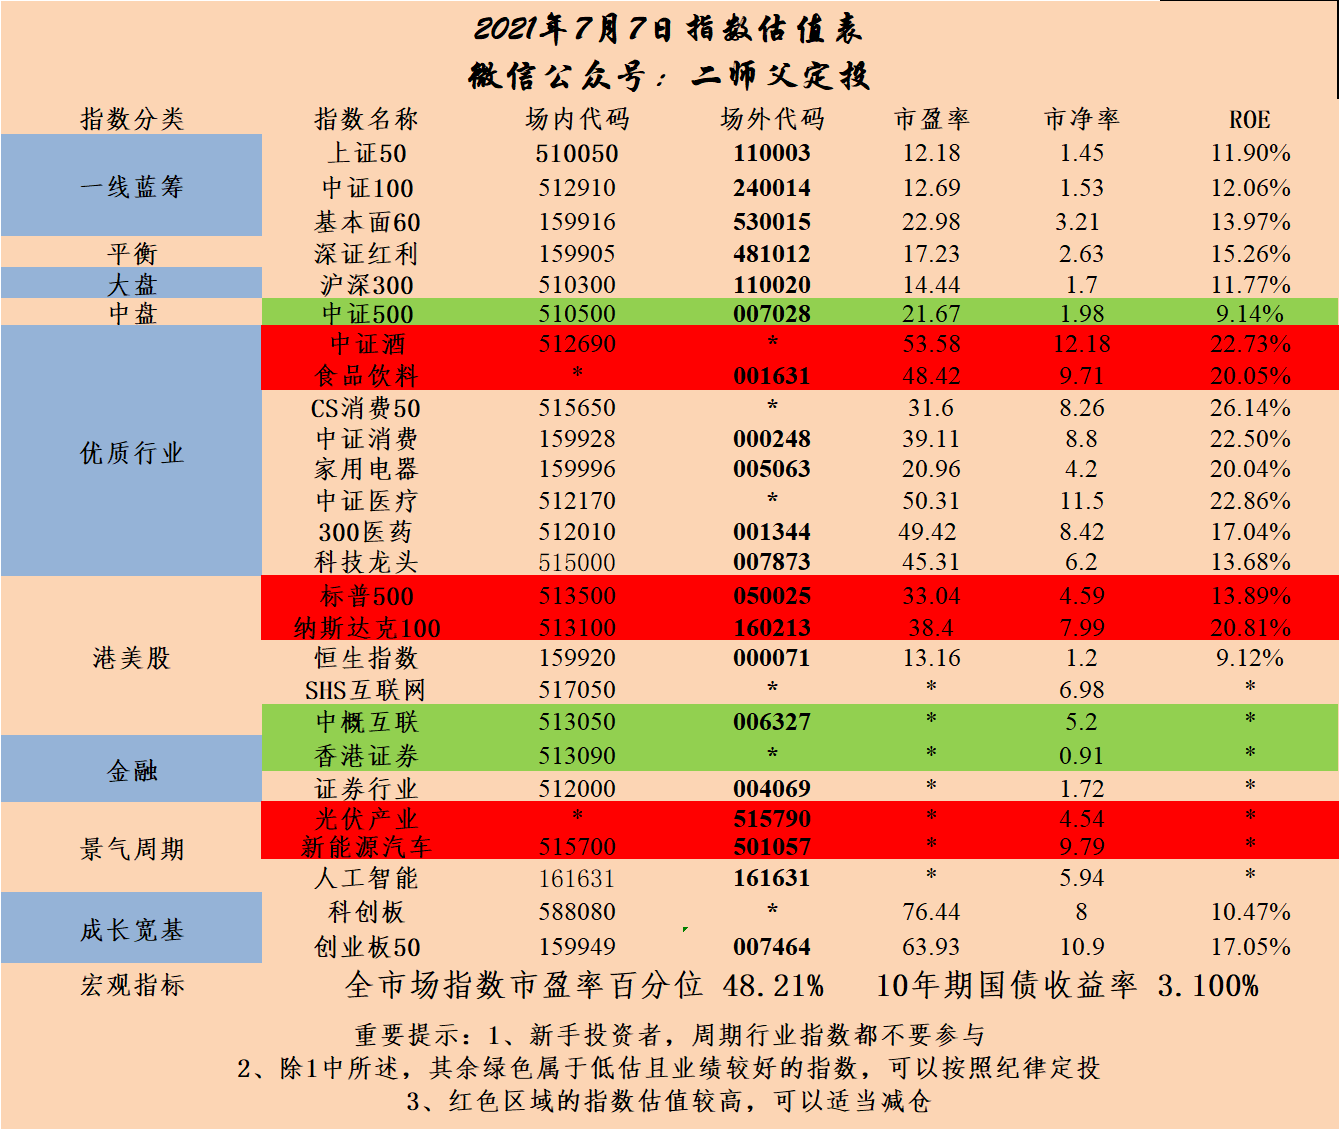 2021年7月7日指数估值表
微信公众号：二师父定投
指数分类 指数名称 场内代码 场外代码 市盈率 市净率 ROE
一线蓝筹 上证50 510050 110003 12.18 1.45 11.90%
中证100 512910 240014 12.69 1.53 12.06%
基本面60 159916 530015 22.98 3.21 13.97%
平衡 深证红利 159905 481012 17.23 2.63 15.26%
大盘 沪深300 510300 110020 14.44 1.7 11.77%
中盘 中证500 510500 007028 21.67 1.98 9.14%
优质行业 中证酒 512690 * 53.58 12.18 22.73%
食品饮料 * 001631 48.42 9.71 20.05%
CS消费50 515650 * 31.6 8.26 26.14%
中证消费 159928 000248 39.11 8.8 22.50%
家用电器 159996 005063 20.96 4.2 20.04%
中证医疗 512170 * 50.31 11.5 22.86%
300医药 512010 001344 49.42 8.42 17.04%
科技龙头 515000 007873 45.31 6.2 13.68%
港美股 标普500 513500 050025 33.04 4.59 13.89%
纳斯达克100 513100 160213 38.4 7.99 20.81%
恒生指数 159920 000071 13.16 1.2 9.12%
SHS互联网 517050 * * 6.98 *
中概互联 513050 006327 * 5.2 *
金融 香港证券 513090 * * 0.91 *
证券行业 512000 004069 * 1.72 *
景气周期 光伏产业 * 515790 * 4.54 *
新能源汽车 515700 501057 * 9.79 *
人工智能 161631 161631 * 5.94 *
成长宽基 科创板 588080 * 76.44 8 10.47%
创业板50 159949 007464 63.93 10.9 17.05%
宏观指标 全市场指数市盈率百分位 48.21% 10年期国债收益率 3.100%
重要提示：1、新手投资者，周期行业指数都不要参与
2、除1中所述，其余绿色属于低估且业绩较好的指数，可以按照纪律定投
3、红色区域的指数估值较高，可以适当减仓